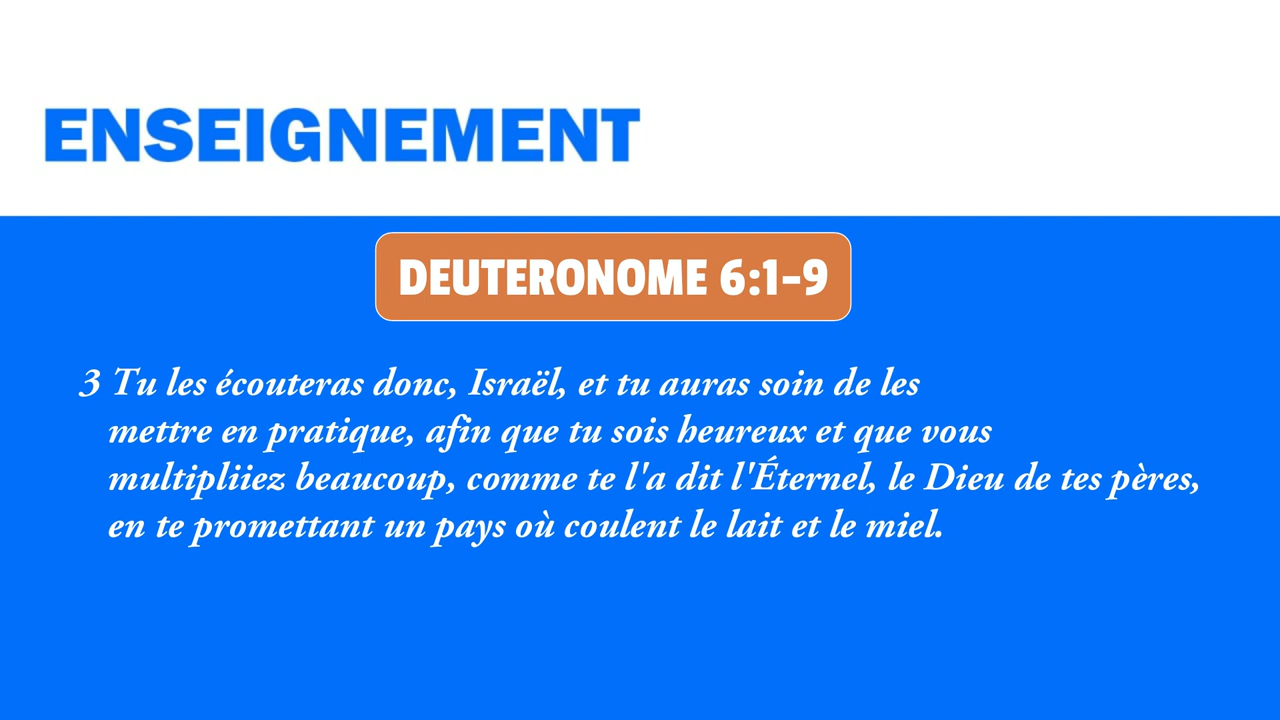 ENSEIGNEMENT
DEUTERONOME 6:1-9
3 Tu les écouteras donc, Israël, et tu auras soin de les
mettre en pratique, afin que tu sois heureux et que vous
multipliiez beaucoup, comme te l'a dit l'Éternel, le Dieu de tes pères,
en te promettant un pays où coulent le lait et le miel.